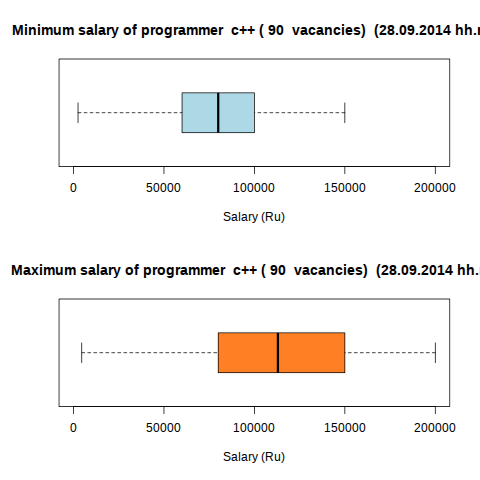 Minimum salary of programmer  c++ ( 90  vacancies)  (28.09.2014 hh.
0 50000 100000 150000 200000
Salary (Ru)
Maximum salary of programmer  c++ ( 90  vacancies)  (28.09.2014 hh.
0 50000 100000 150000 200000
Salary (Ru)